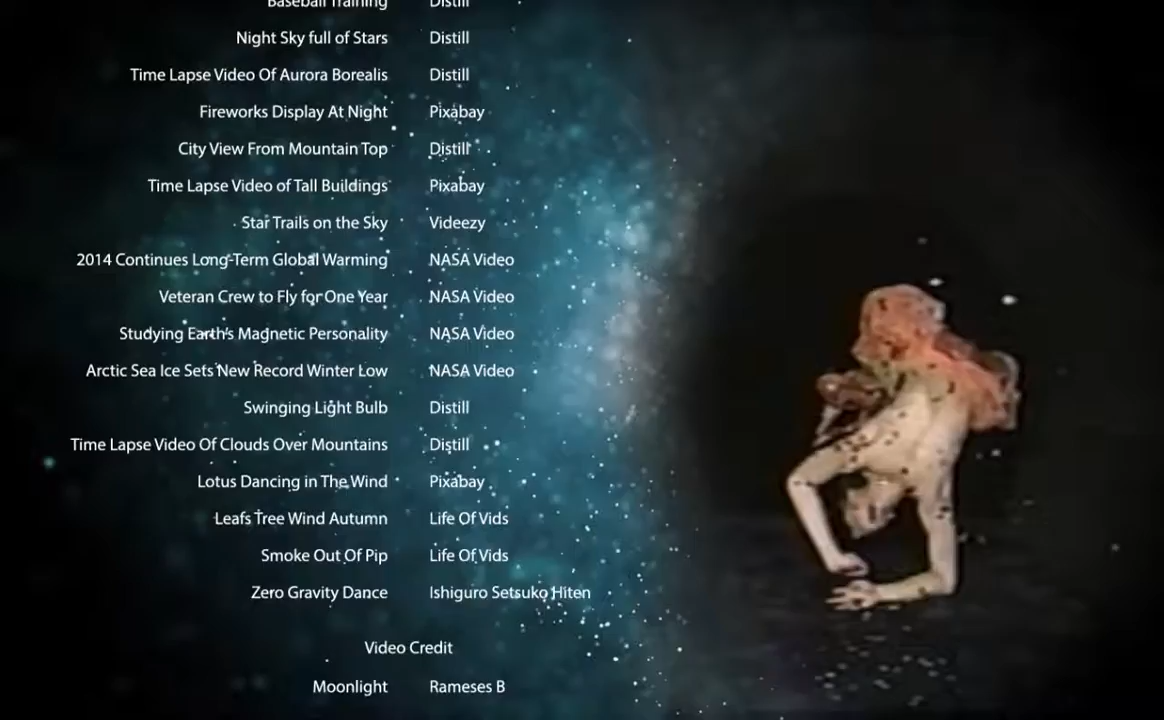 Baseball Training Distill
Night Sky full of Stars Distill
Time Lapse Video Of Aurora Borealis Distill
Fireworks Display At Night Pixabay
City View From Mountain Top Distill
Time Lapse Video of Tall Buildings Pixabay
Star Trails on the Sky Videezy
2014 Continues Long-Term Global Warming NASA Video
Veteran Crew to Fly for One Year NASA Video
Studying Earth's Magnetic Personality NASA Video
Arctic Sea Ice Sets New Record Winter Low NASA Video
Swinging Light Bulb Distill
Time Lapse Video Of Clouds Over Mountains Distill
Lotus Dancing in The Wind Pixabay
Leafs Tree Wind Autumn Life Of Vids
Smoke Out Of Pip Life Of Vids
Zero Gravity Dance Ishiguro Setsuko Hiten
Video Credit
Moonlight Rameses B